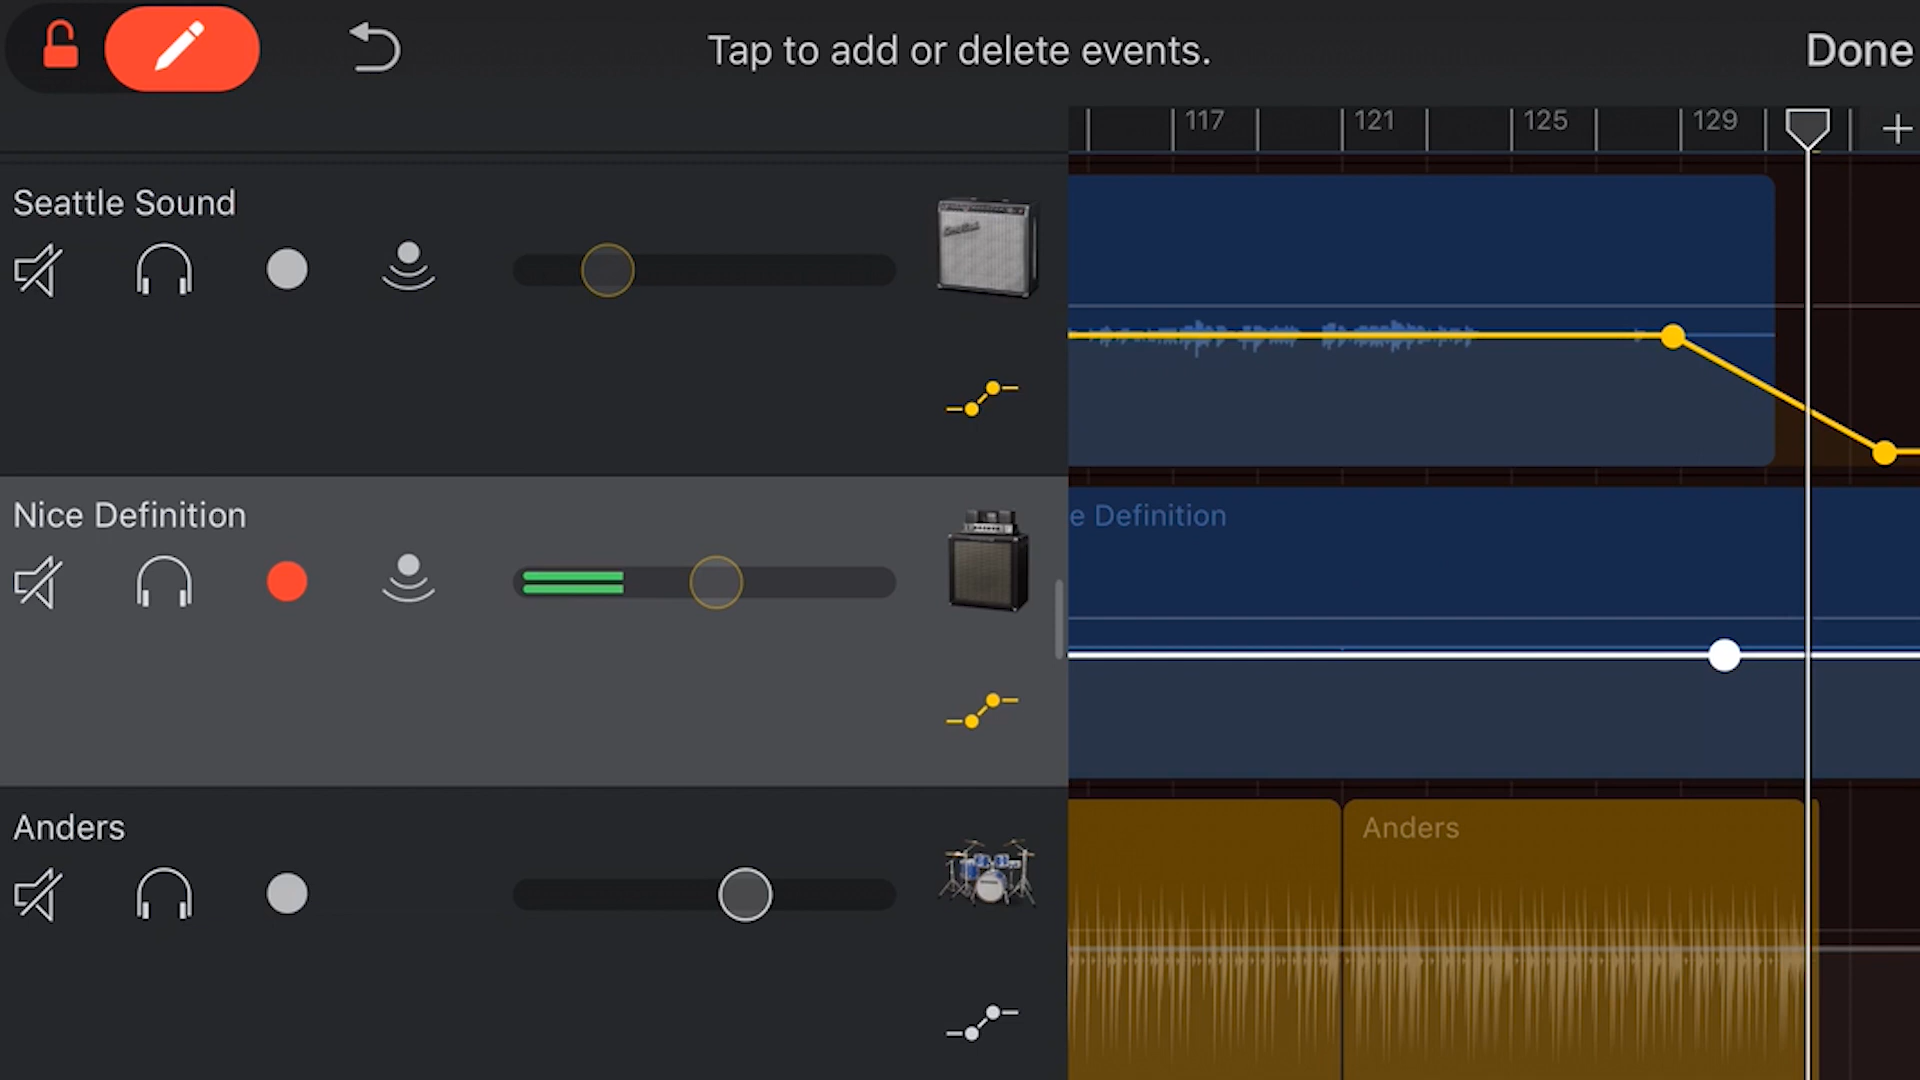 Tap to add or delete events.
Done
117 121 125 129
Seattle Sound
Nice Definition
e Definition
Anders
Anders